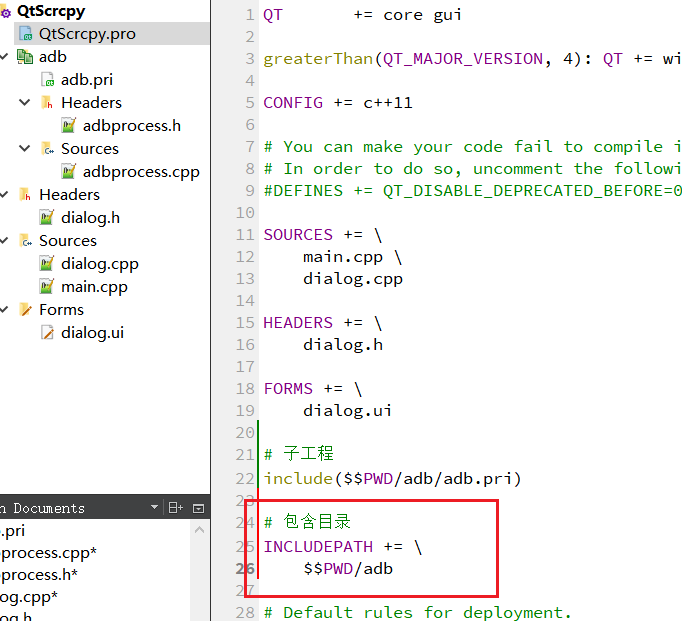 QtScrcpy
QtScrcpy.pro
adb
adb.pri
Headers
adbprocess.h
Sources
adbprocess.cpp
Headers
dialog.h
Sources
dialog.cpp
main.cpp
Forms
dialog.ui
n Documents
.pri
process.cpp*
process.h*
og.cpp*
og.h
1 QT += core gui
2
3 greaterThan(QT_MAJOR_VERSION, 4): QT += wi
4
5 CONFIG += c++11
6
7 # You can make your code fail to compile i
8 # In order to do so, uncomment the followi
9 #DEFINES += QT_DISABLE_DEPRECATED_BEFORE=0
10
11 SOURCES += \
12 main.cpp \
13 dialog.cpp
14
15 HEADERS += \
16 dialog.h
17
18 FORMS += \
19 dialog.ui
20
21 # 子工程
22 include($$PWD/adb/adb.pri)
23
24 # 包含目录
25 INCLUDEPATH += \
26 $$PWD/adb
27
28 # Default rules for deployment.